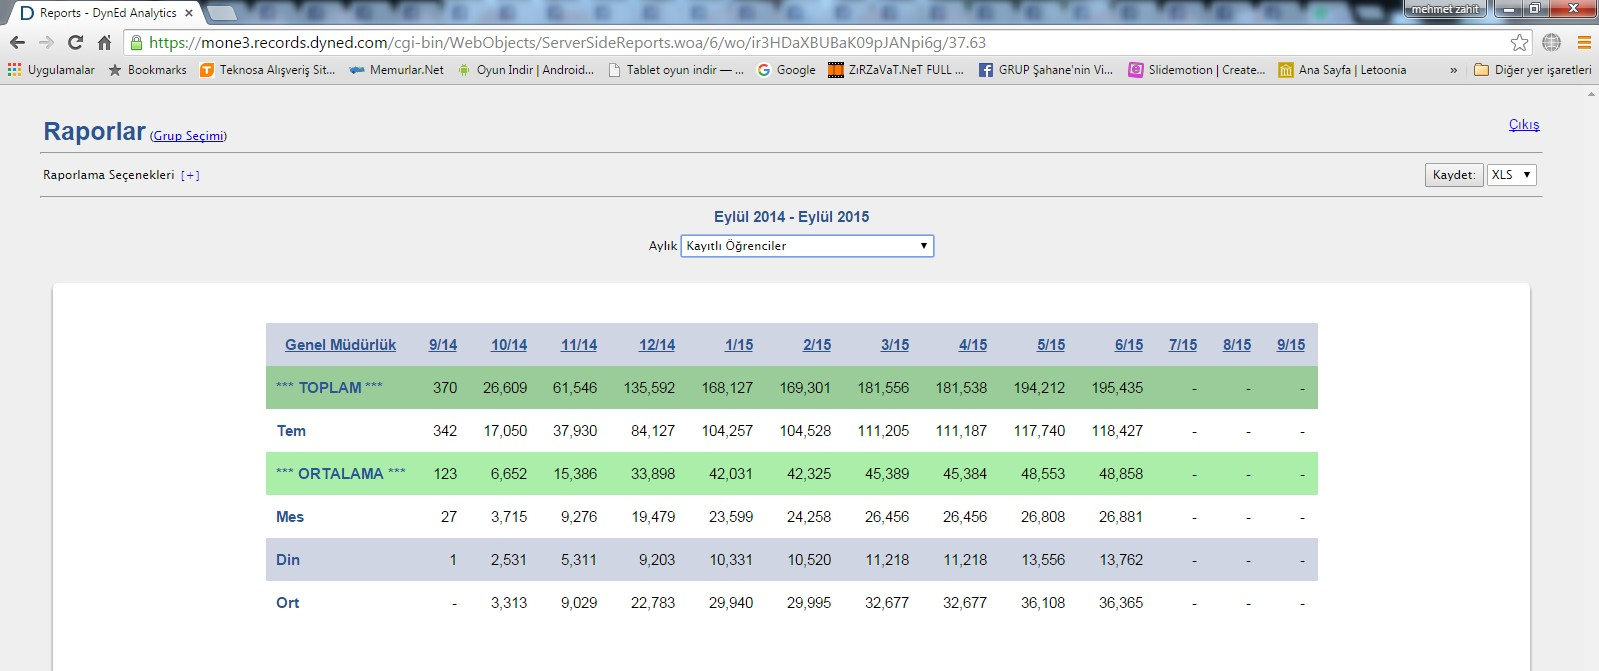 Reports - DynEd Analytics
mehmet zahit
https://mone3.records.dyned.com/cgi-bin/WebObjects/ServerSideReports.woa/6/wo/ir3HDaXBUBaK09pJANpi6g/37.63
Uygulamalar Bookmarks Teknosa Alışveriş Sit... Memurlar.Net Oyun Indir | Android... Tablet oyun indir — ... Google ZıRZaVaT.NeT FULL ... GRUP Şahane'nin Vi... Slidemotion | Create... Ana Sayfa | Letoonia » Diğer yer işaretleri
Raporlar (Grup Seçimi)
Çıkış
Raporlama Seçenekleri [+]
Kaydet: XLS
Eylül 2014 - Eylül 2015
Aylık Kayıtlı Öğrenciler
Genel Müdürlük 9/14 10/14 11/14 12/14 1/15 2/15 3/15 4/15 5/15 6/15 7/15 8/15 9/15
*** TOPLAM *** 370 26,609 61,546 135,592 168,127 169,301 181,556 181,538 194,212 195,435 - - -
Tem 342 17,050 37,930 84,127 104,257 104,528 111,205 111,187 117,740 118,427 - - -
*** ORTALAMA *** 123 6,652 15,386 33,898 42,031 42,325 45,389 45,384 48,553 48,858 - - -
Mes 27 3,715 9,276 19,479 23,599 24,258 26,456 26,456 26,808 26,881 - - -
Din 1 2,531 5,311 9,203 10,331 10,520 11,218 11,218 13,556 13,762 - - -
Ort - 3,313 9,029 22,783 29,940 29,995 32,677 32,677 36,108 36,365 - - -